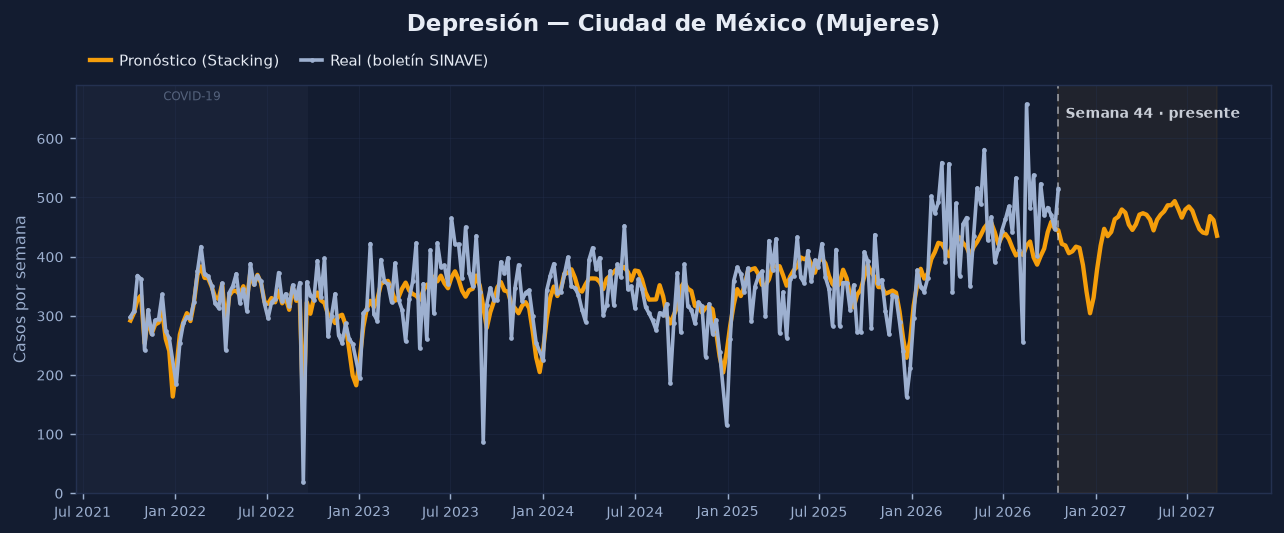 Depresión — Ciudad de México (Mujeres)
Pronóstico (Stacking)
Real (boletín SINAVE)
COVID-19
Semana 44 · presente
Casos por semana
600
500
400
300
200
100
0
Jul 2021
Jan 2022
Jul 2022
Jan 2023
Jul 2023
Jan 2024
Jul 2024
Jan 2025
Jul 2025
Jan 2026
Jul 2026
Jan 2027
Jul 2027